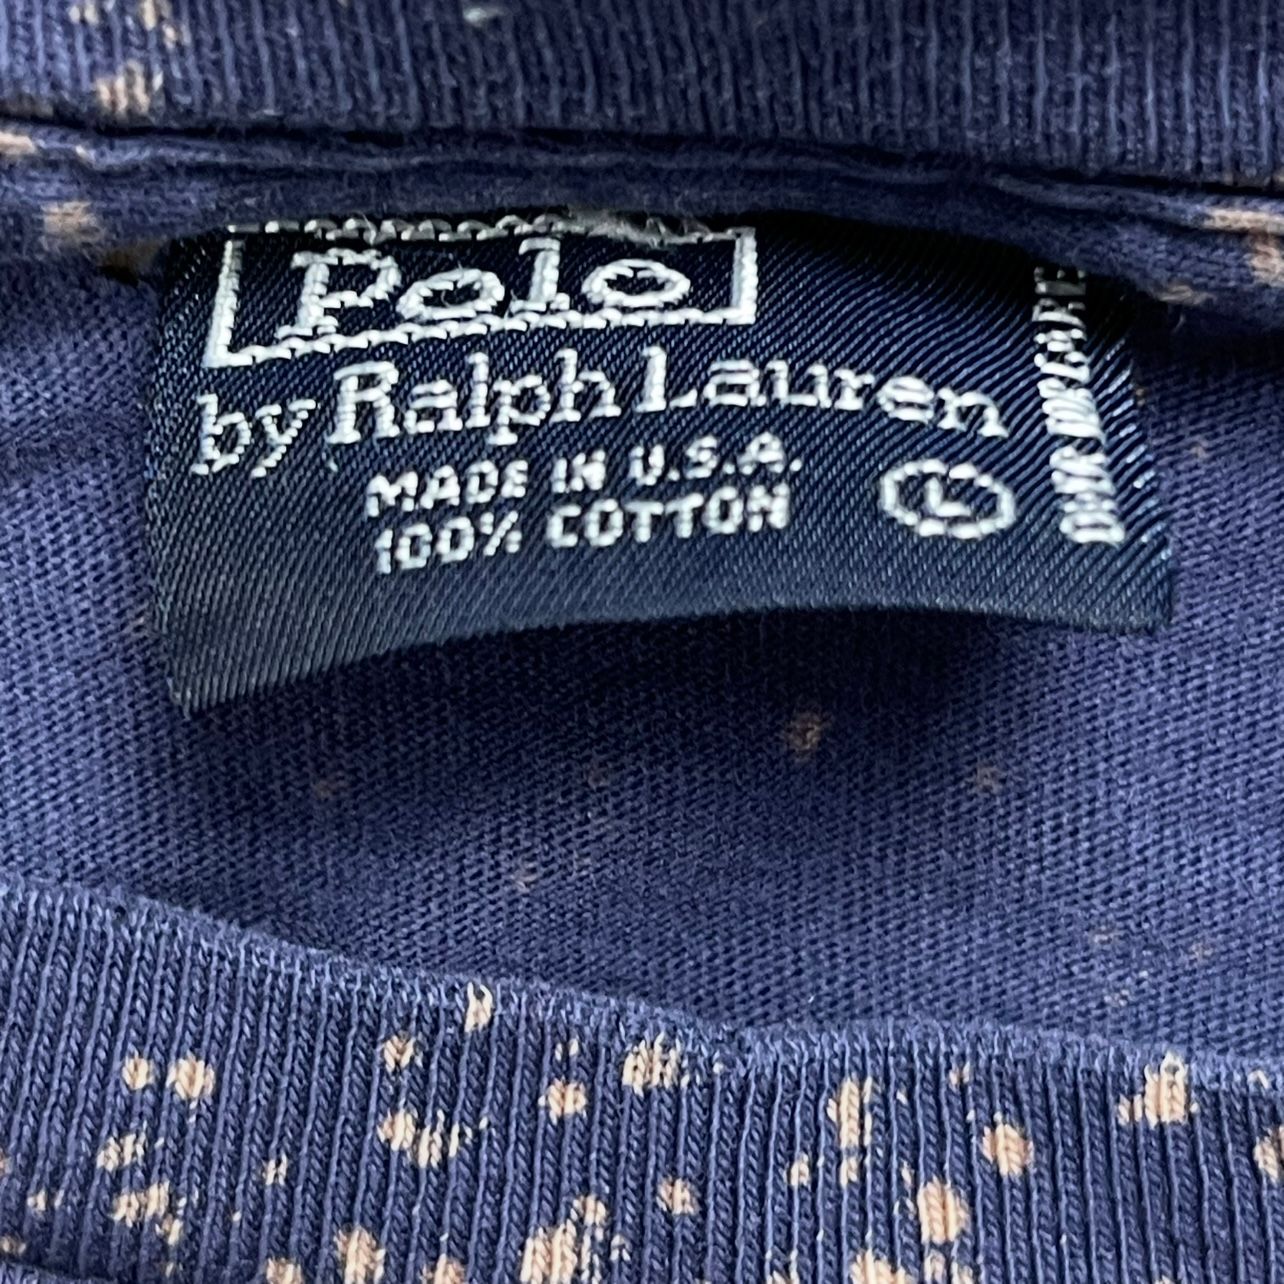 Polo
by Ralph Lauren
MADE IN U.S.A.
100% COTTON
L